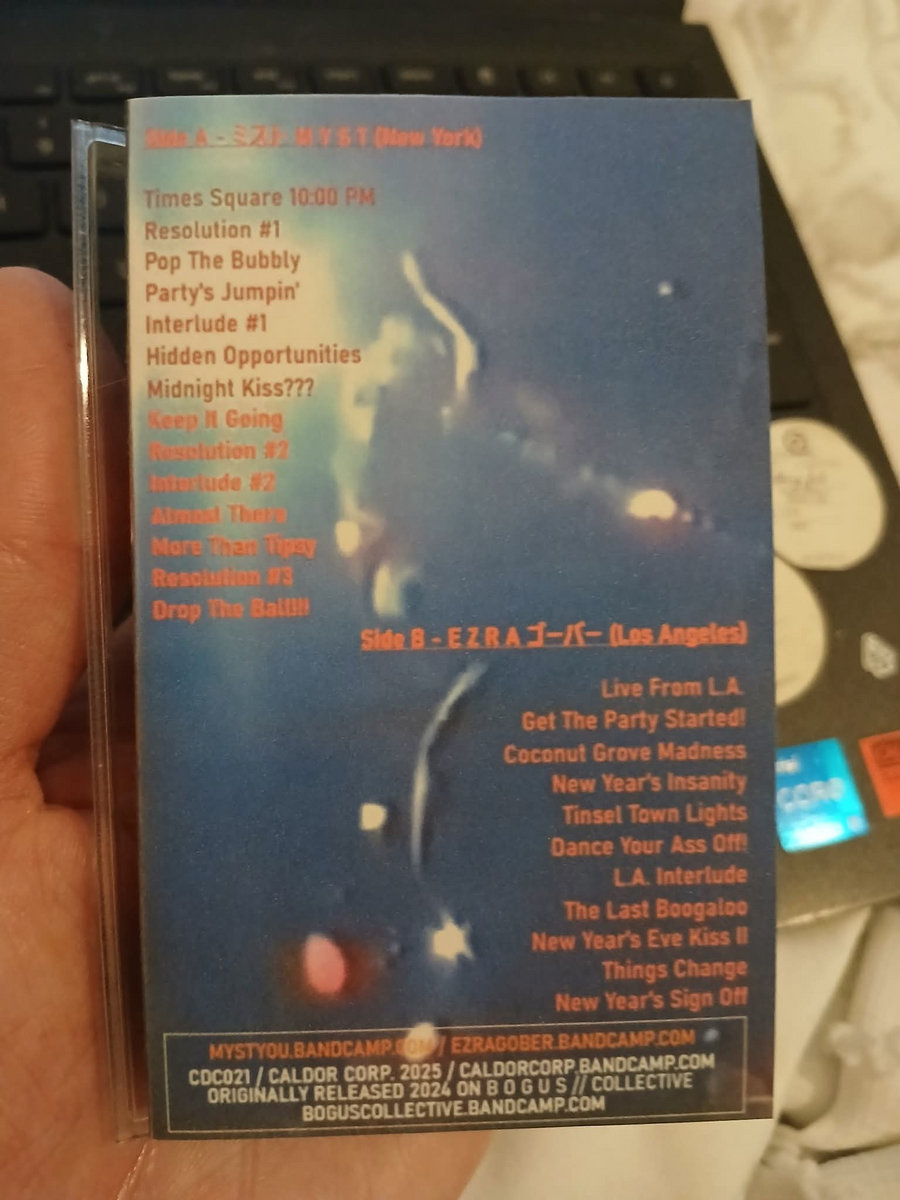 Side A - ミスト M Y S T (New York)
Times Square 10:00 PM
Resolution #1
Pop The Bubbly
Party's Jumpin'
Interlude #1
Hidden Opportunities
Midnight Kiss???
Keep It Going
Resolution #2
Interlude #2
Almost There
More Than Tipsy
Resolution #3
Drop The Ball!!!
Side B - E Z R A ゴーバー (Los Angeles)
Live From L.A.
Get The Party Started!
Coconut Grove Madness
New Year's Insanity
Tinsel Town Lights
Dance Your Ass Off!
L.A. Interlude
The Last Boogaloo
New Year's Eve Kiss II
Things Change
New Year's Sign Off
MYSTYOU.BANDCAMP.COM / EZRAGOBER.BANDCAMP.COM
CDC021 / CALDOR CORP. 2025 / CALDORCORP.BANDCAMP.COM
ORIGINALLY RELEASED 2024 ON B O G U S // COLLECTIVE
BOGUSCOLLECTIVE.BANDCAMP.COM